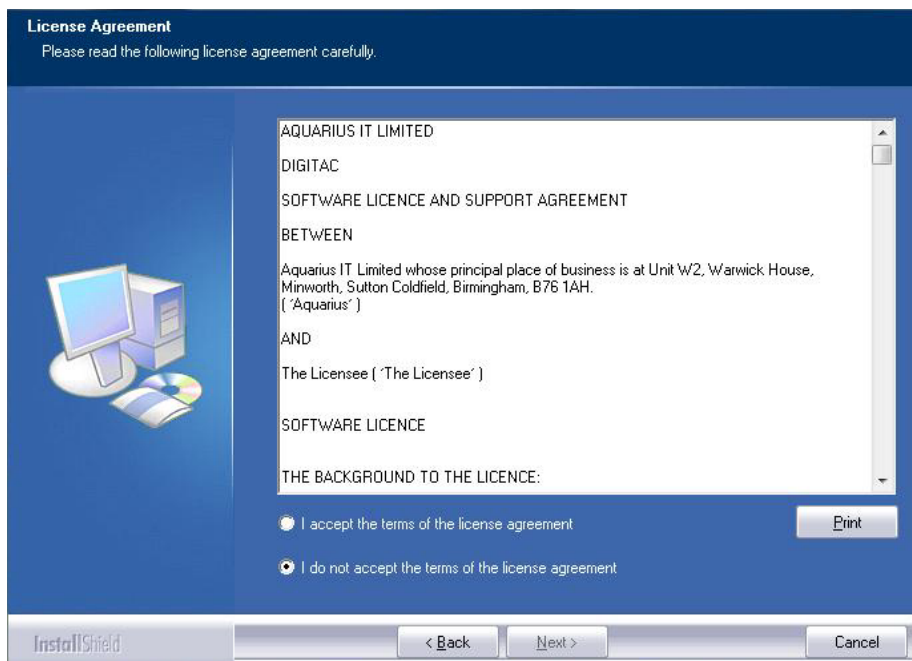 License Agreement
Please read the following license agreement carefully.
AQUARIUS IT LIMITED
DIGITAC
SOFTWARE LICENCE AND SUPPORT AGREEMENT
BETWEEN
Aquarius IT Limited whose principal place of business is at Unit W2, Warwick House,
Minworth, Sutton Coldfield, Birmingham, B76 1AH.
( ´Aquarius´ )
AND
The Licensee ( ´The Licensee´ )
SOFTWARE LICENCE
THE BACKGROUND TO THE LICENCE:
I accept the terms of the license agreement
Print
I do not accept the terms of the license agreement
InstallShield
< Back
Next >
Cancel